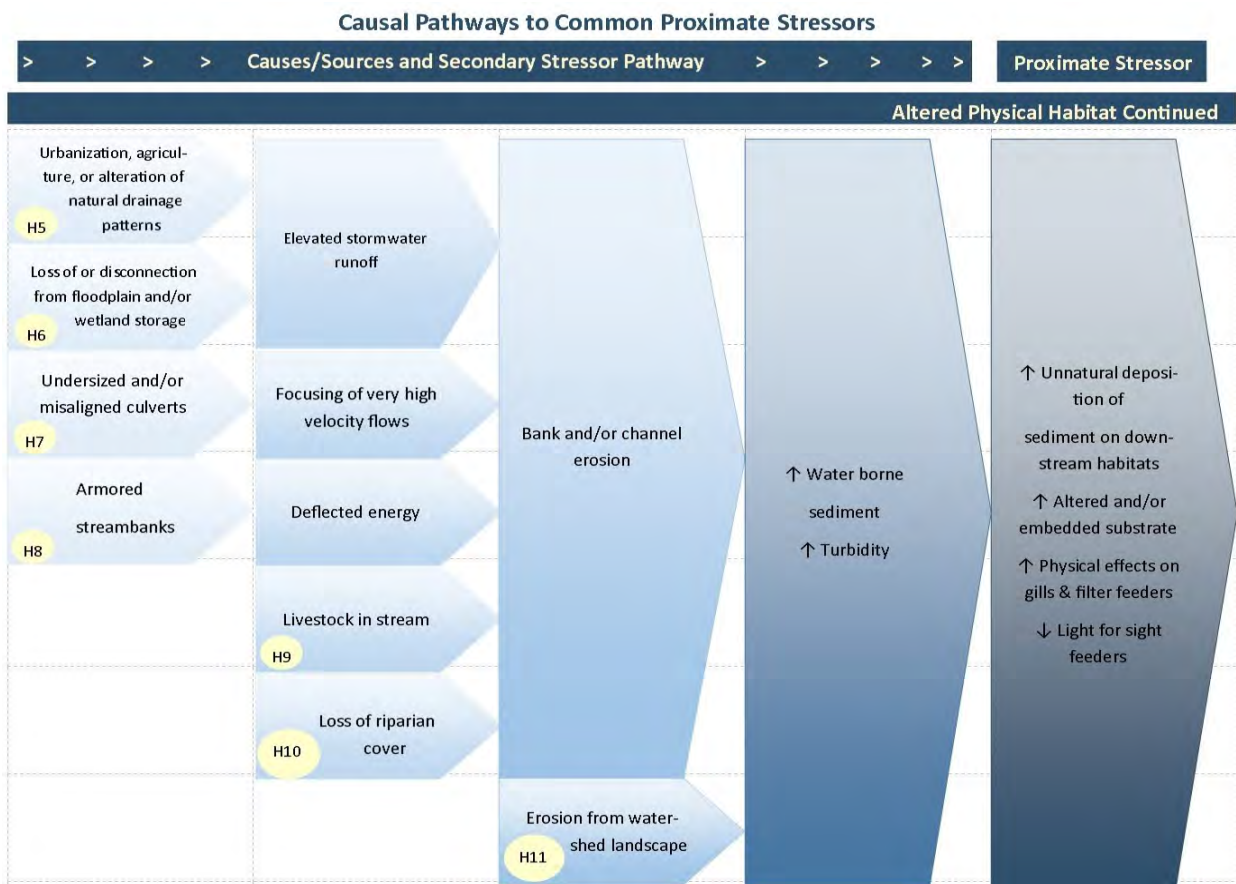 Causal Pathways to Common Proximate Stressors
> > > > Causes/Sources and Secondary Stressor Pathway > > > > >
Proximate Stressor
Altered Physical Habitat Continued
Urbanization, agricul-
ture, or alteration of
natural drainage
patterns
H5
Loss of or disconnection
from floodplain and/or
wetland storage
H6
Undersized and/or
misaligned culverts
H7
Armored
streambanks
H8
Elevated stormwater
runoff
Focusing of very high
velocity flows
Deflected energy
Livestock in stream
H9
Loss of riparian
cover
H10
Bank and/or channel
erosion
Erosion from water-
shed landscape
H11
↑ Water borne
sediment
↑ Turbidity
↑ Unnatural deposi-
tion of
sediment on down-
stream habitats
↑ Altered and/or
embedded substrate
↑ Physical effects on
gills & filter feeders
↓ Light for sight
feeders